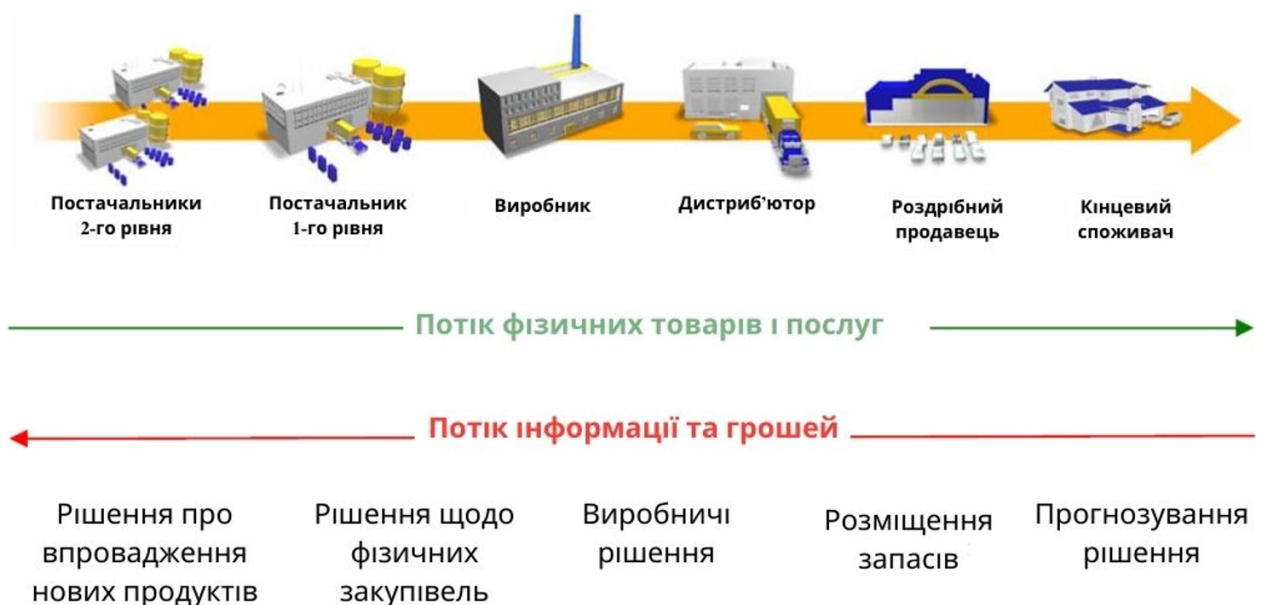 Постачальники
2-го рівня
Постачальник
1-го рівня
Виробник
Дистриб’ютор
Роздрібний
продавець
Кінцевий
споживач
Потік фізичних товарів і послуг
Потік інформації та грошей
Рішення про
впровадження
нових продуктів
Рішення щодо
фізичних
закупівель
Виробничі
рішення
Розміщення
запасів
Прогнозування
рішення